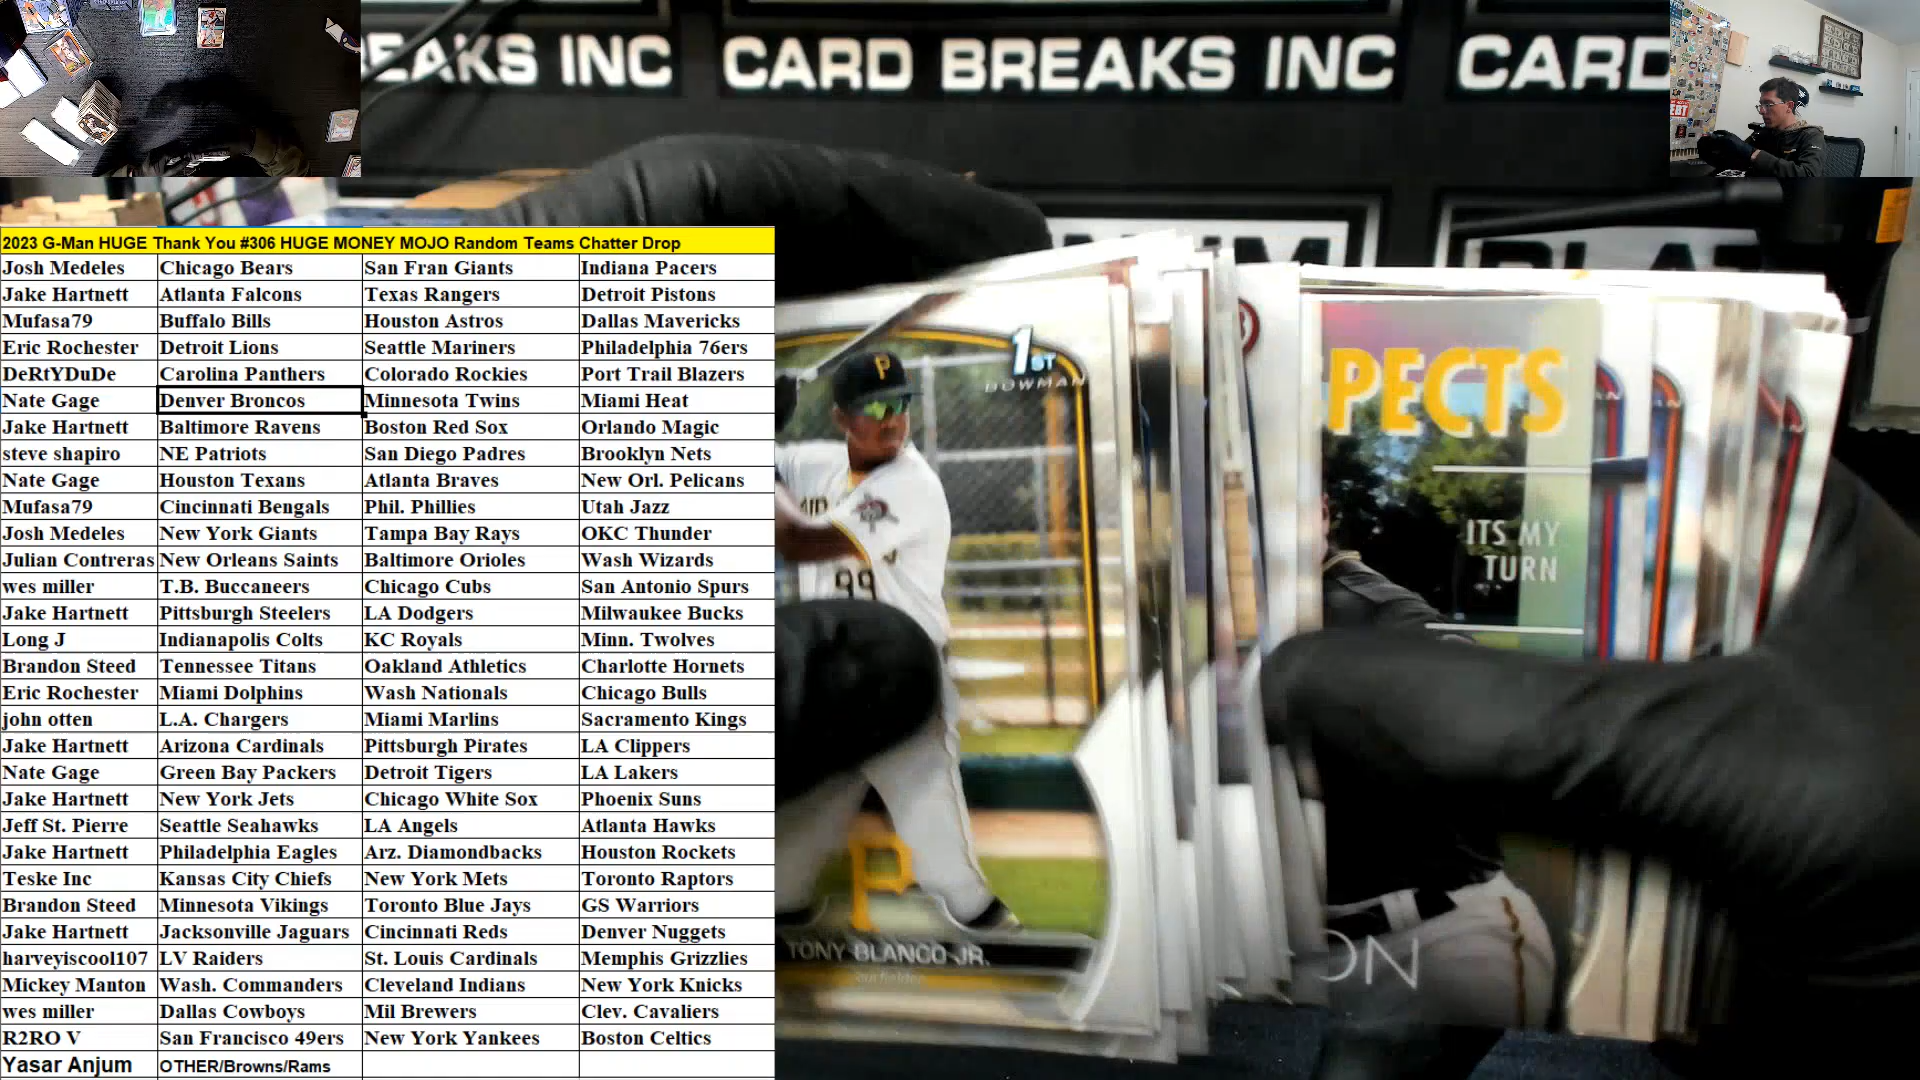 EAKS INC CARD BREAKS INC CARD
2023 G-Man HUGE Thank You #306 HUGE MONEY MOJO Random Teams Chatter Drop
Josh Medeles Chicago Bears San Fran Giants Indiana Pacers
Jake Hartnett Atlanta Falcons Texas Rangers Detroit Pistons
Mufasa79 Buffalo Bills Houston Astros Dallas Mavericks
Eric Rochester Detroit Lions Seattle Mariners Philadelphia 76ers
DeRtYDuDe Carolina Panthers Colorado Rockies Port Trail Blazers
Nate Gage Denver Broncos Minnesota Twins Miami Heat
Jake Hartnett Baltimore Ravens Boston Red Sox Orlando Magic
steve shapiro NE Patriots San Diego Padres Brooklyn Nets
Nate Gage Houston Texans Atlanta Braves New Orl. Pelicans
Mufasa79 Cincinnati Bengals Phil. Phillies Utah Jazz
Josh Medeles New York Giants Tampa Bay Rays OKC Thunder
Julian Contreras New Orleans Saints Baltimore Orioles Wash Wizards
wes miller T.B. Buccaneers Chicago Cubs San Antonio Spurs
Jake Hartnett Pittsburgh Steelers LA Dodgers Milwaukee Bucks
Long J Indianapolis Colts KC Royals Minn. Twolves
Brandon Steed Tennessee Titans Oakland Athletics Charlotte Hornets
Eric Rochester Miami Dolphins Wash Nationals Chicago Bulls
john otten L.A. Chargers Miami Marlins Sacramento Kings
Jake Hartnett Arizona Cardinals Pittsburgh Pirates LA Clippers
Nate Gage Green Bay Packers Detroit Tigers LA Lakers
Jake Hartnett New York Jets Chicago White Sox Phoenix Suns
Jeff St. Pierre Seattle Seahawks LA Angels Atlanta Hawks
Jake Hartnett Philadelphia Eagles Arz. Diamondbacks Houston Rockets
Teske Inc Kansas City Chiefs New York Mets Toronto Raptors
Brandon Steed Minnesota Vikings Toronto Blue Jays GS Warriors
Jake Hartnett Jacksonville Jaguars Cincinnati Reds Denver Nuggets
harveyiscool107 LV Raiders St. Louis Cardinals Memphis Grizzlies
Mickey Manton Wash. Commanders Cleveland Indians New York Knicks
wes miller Dallas Cowboys Mil Brewers Clev. Cavaliers
R2RO V San Francisco 49ers New York Yankees Boston Celtics
Yasar Anjum OTHER/Browns/Rams
1ST
BOWMAN
P
99
P
TONY BLANCO JR.
PECTS
ITS MY
TURN
ON